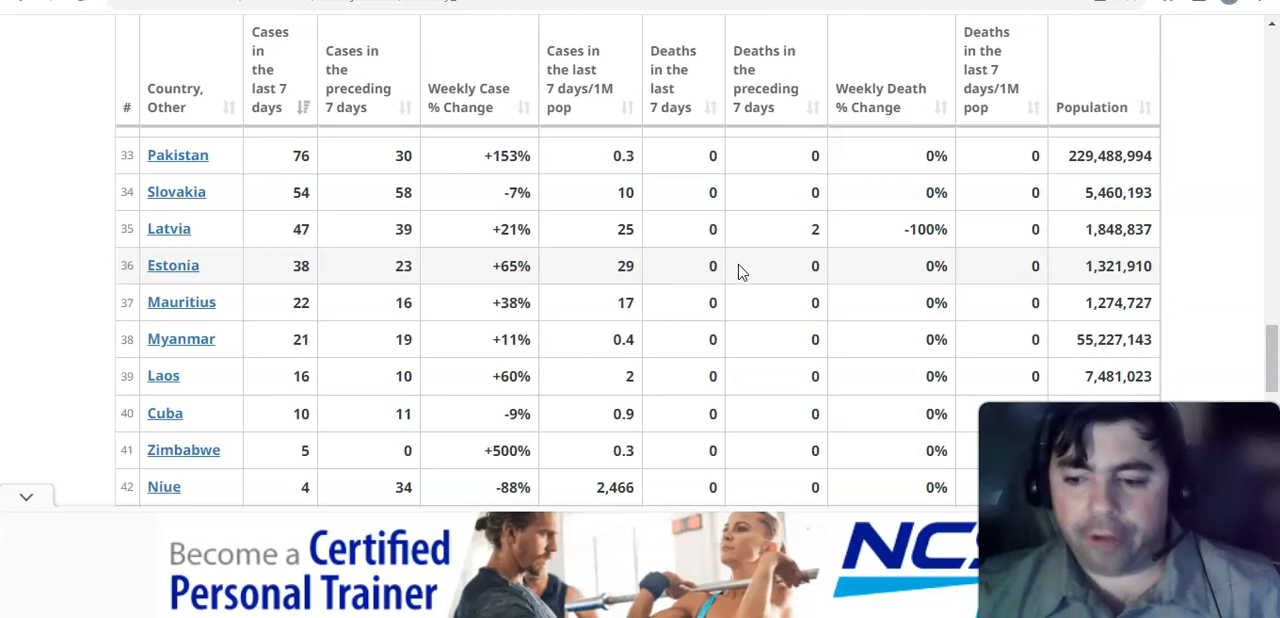 # Country, Other Cases in the last 7 days Cases in the preceding 7 days Weekly Case % Change Cases in the last 7 days/1M pop Deaths in the last 7 days Deaths in the preceding 7 days Weekly Death % Change Deaths in the last 7 days/1M pop Population
33 Pakistan 76 30 +153% 0.3 0 0 0% 0 229,488,994
34 Slovakia 54 58 -7% 10 0 0 0% 0 5,460,193
35 Latvia 47 39 +21% 25 0 2 -100% 0 1,848,837
36 Estonia 38 23 +65% 29 0 0 0% 0 1,321,910
37 Mauritius 22 16 +38% 17 0 0 0% 0 1,274,727
38 Myanmar 21 19 +11% 0.4 0 0 0% 0 55,227,143
39 Laos 16 10 +60% 2 0 0 0% 0 7,481,023
40 Cuba 10 11 -9% 0.9 0 0 0%
41 Zimbabwe 5 0 +500% 0.3 0 0 0%
42 Niue 4 34 -88% 2,466 0 0 0%
Become a Certified
Personal Trainer